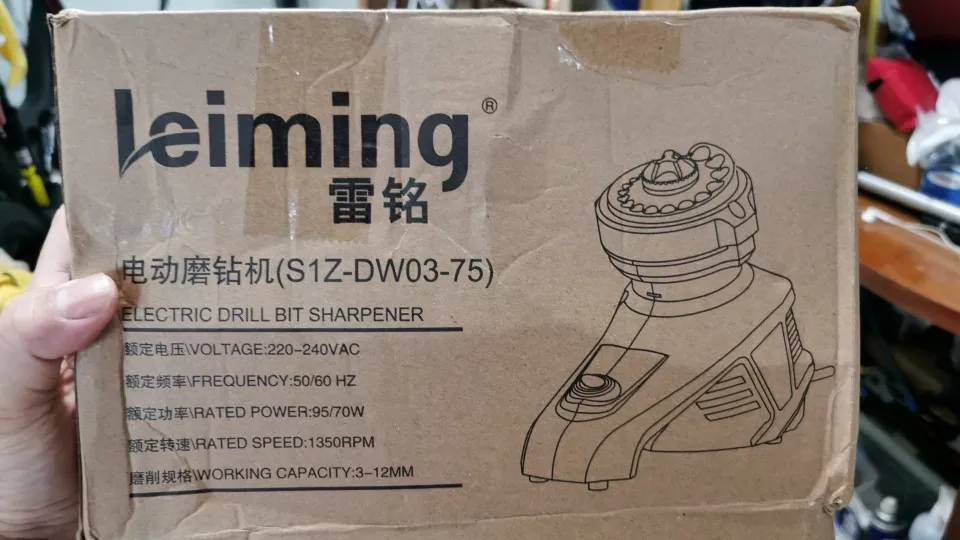 Leiming®
雷铭
电动磨钻机(S1Z-DW03-75)
ELECTRIC DRILL BIT SHARPENER
额定电压\VOLTAGE:220-240VAC
额定频率\FREQUENCY:50/60 HZ
额定功率\RATED POWER:95/70W
额定转速\RATED SPEED:1350RPM
磨削规格\WORKING CAPACITY:3-12MM